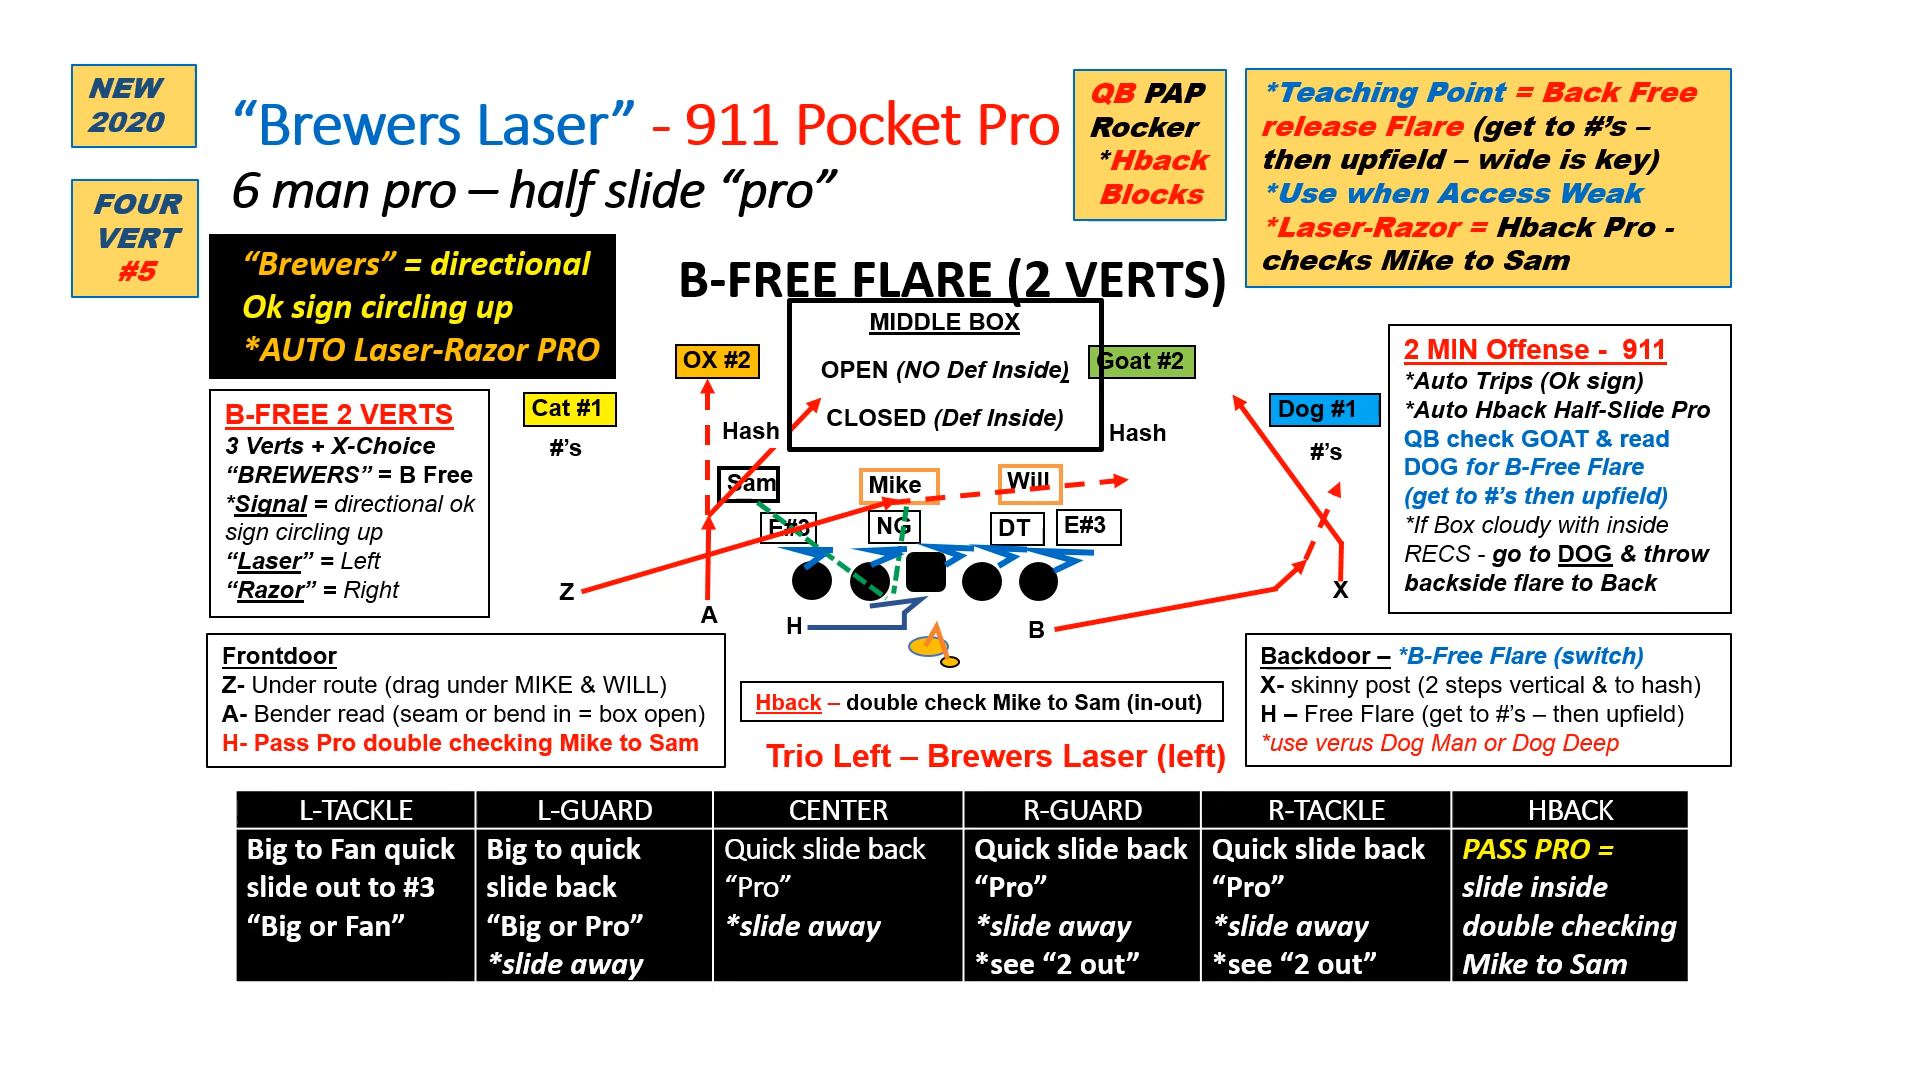 NEW
2020
FOUR
VERT
#5
“Brewers Laser” - 911 Pocket Pro
6 man pro – half slide “pro”
QB PAP
Rocker
*Hback
Blocks
*Teaching Point = Back Free
release Flare (get to #’s –
then upfield – wide is key)
*Use when Access Weak
*Laser-Razor = Hback Pro -
checks Mike to Sam
“Brewers” = directional
Ok sign circling up
*AUTO Laser-Razor PRO
B-FREE FLARE (2 VERTS)
MIDDLE BOX
OPEN (NO Def Inside)
CLOSED (Def Inside)
OX #2
Goat #2
Cat #1
#’s
Hash
Hash
Dog #1
#’s
Sam
Mike
Will
E#3
NG
DT
E#3
Z
A
H
B
X
B-FREE 2 VERTS
3 Verts + X-Choice
“BREWERS” = B Free
*Signal = directional ok
sign circling up
“Laser” = Left
“Razor” = Right
2 MIN Offense - 911
*Auto Trips (Ok sign)
*Auto Hback Half-Slide Pro
QB check GOAT & read
DOG for B-Free Flare
(get to #’s then upfield)
*If Box cloudy with inside
RECS - go to DOG & throw
backside flare to Back
Frontdoor
Z- Under route (drag under MIKE & WILL)
A- Bender read (seam or bend in = box open)
H- Pass Pro double checking Mike to Sam
Hback – double check Mike to Sam (in-out)
Trio Left – Brewers Laser (left)
Backdoor – *B-Free Flare (switch)
X- skinny post (2 steps vertical & to hash)
H – Free Flare (get to #’s – then upfield)
*use verus Dog Man or Dog Deep
L-TACKLE
L-GUARD
CENTER
R-GUARD
R-TACKLE
HBACK
Big to Fan quick
slide out to #3
“Big or Fan”
Big to quick
slide back
“Big or Pro”
*slide away
Quick slide back
“Pro”
*slide away
Quick slide back
“Pro”
*slide away
*see “2 out”
Quick slide back
“Pro”
*slide away
*see “2 out”
PASS PRO =
slide inside
double checking
Mike to Sam